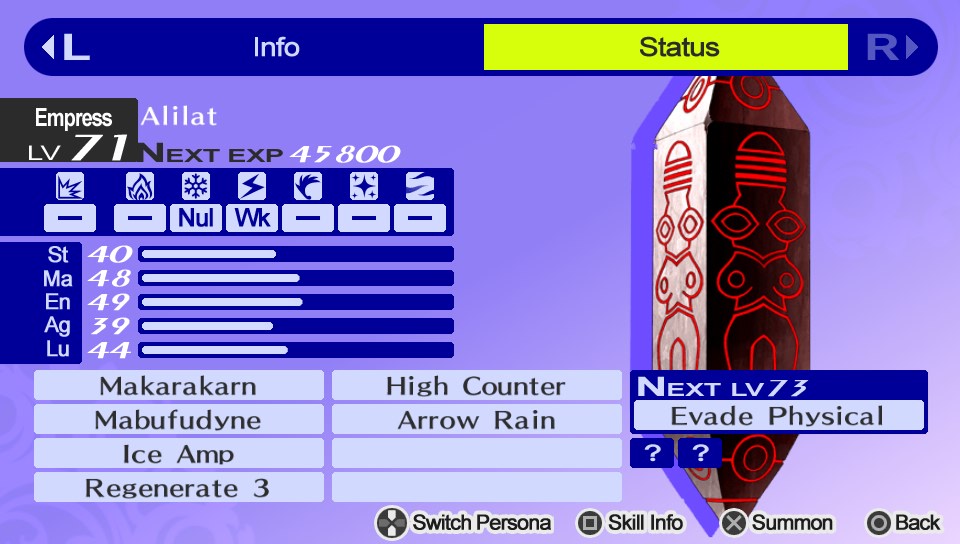 L Info Status R
Empress Alilat
LV 71 NEXT EXP 45800
— — Nul Wk — — —
St 40
Ma 48
En 49
Ag 39
Lu 44
Makarakarn High Counter NEXT LV 73
Mabufudyne Arrow Rain Evade Physical
Ice Amp ? ?
Regenerate 3
Switch Persona Skill Info Summon Back